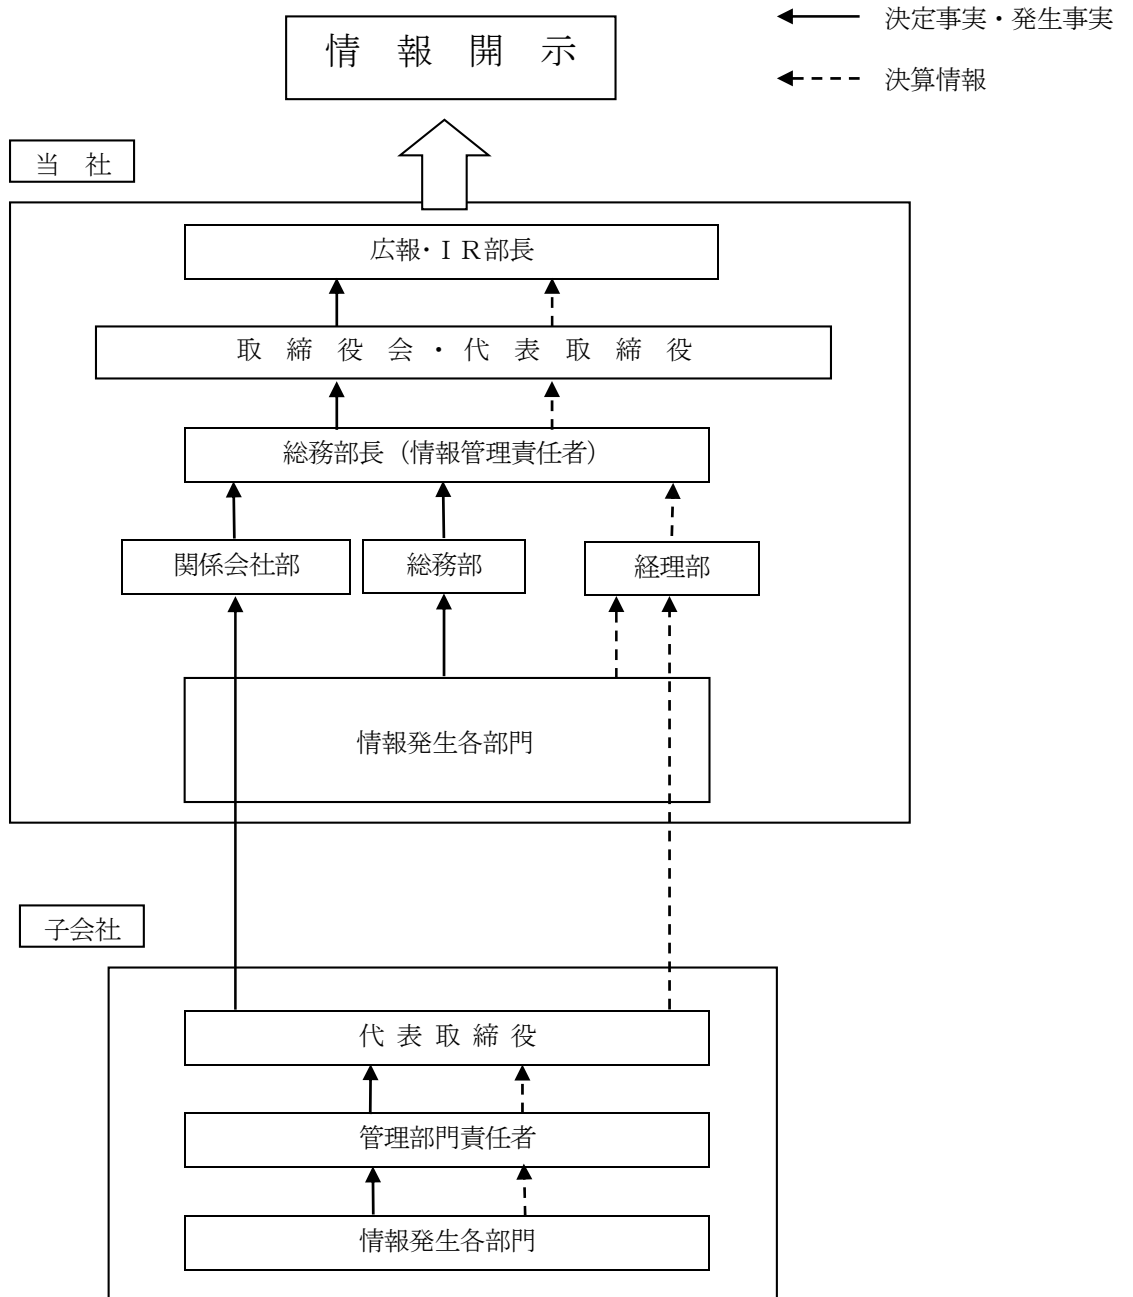 情　報　開　示
決定事実・発生事実
決算情報
当　社
広報・ＩＲ部長
取　締　役　会　・　代　表　取　締　役
総務部長（情報管理責任者）
関係会社部
総務部
経理部
情報発生各部門
子会社
代 表 取 締 役
管理部門責任者
情報発生各部門